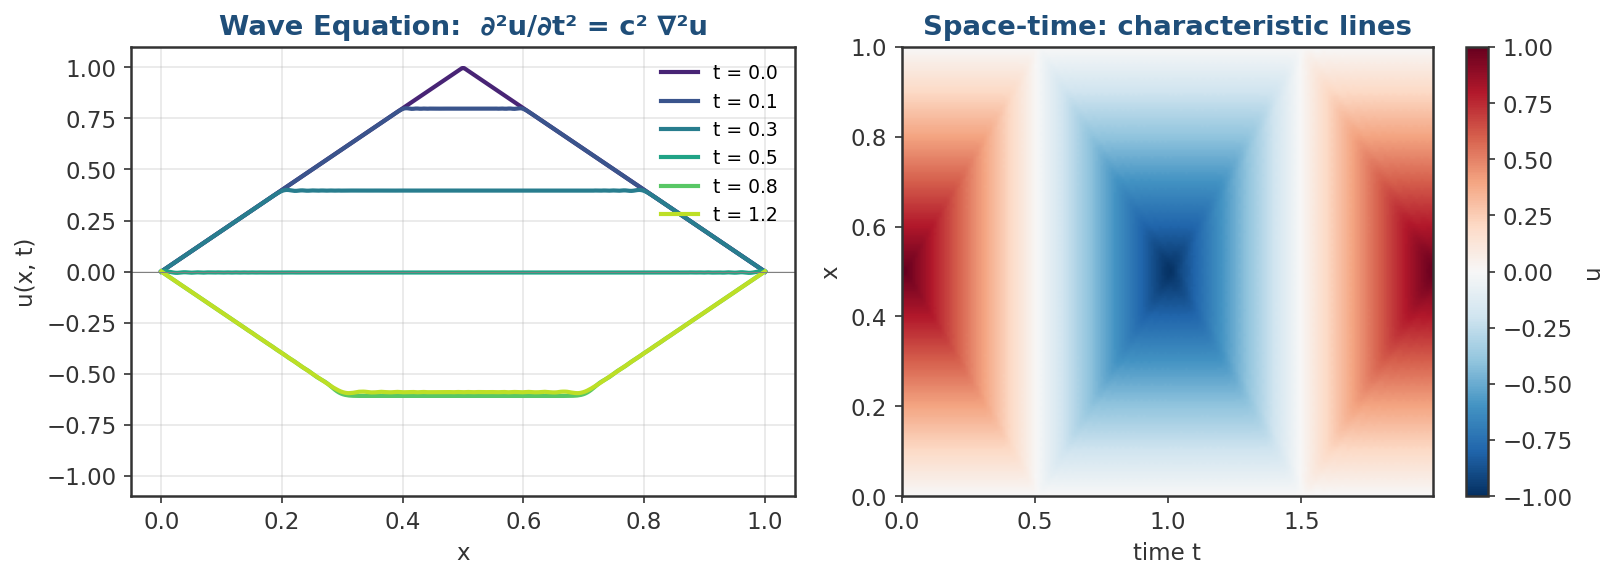 Wave Equation:  ∂²u/∂t² = c² ∇²u
u(x, t)
1.00
0.75
0.50
0.25
0.00
−0.25
−0.50
−0.75
−1.00
t = 0.0
t = 0.1
t = 0.3
t = 0.5
t = 0.8
t = 1.2
0.0 0.2 0.4 0.6 0.8 1.0
x
Space-time: characteristic lines
x
1.0
0.8
0.6
0.4
0.2
0.0
0.0 0.5 1.0 1.5
time t
1.00
0.75
0.50
0.25
0.00
−0.25
−0.50
−0.75
−1.00
u